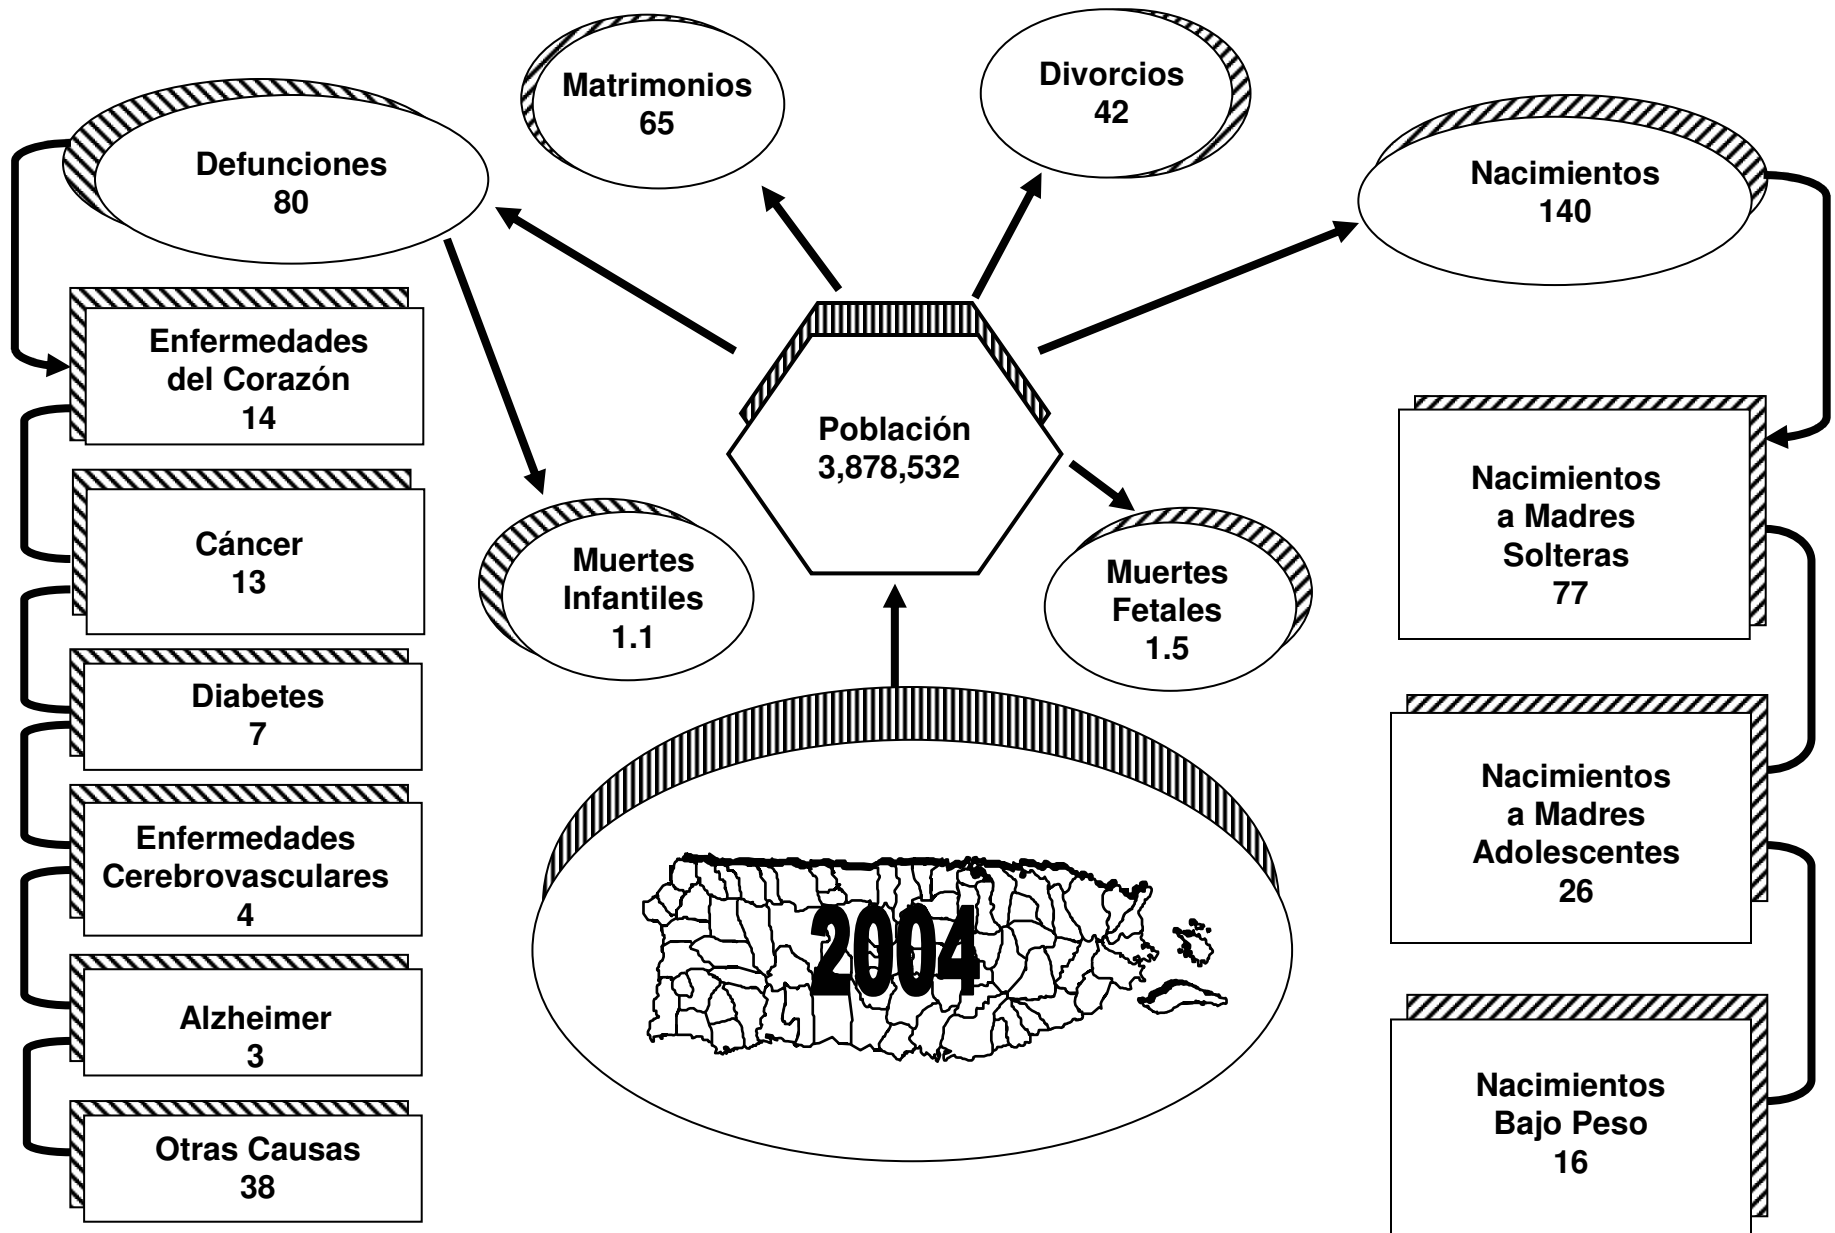 Matrimonios
65
Divorcios
42
Defunciones
80
Nacimientos
140
Enfermedades
del Corazón
14
Población
3,878,532
Cáncer
13
Muertes
Infantiles
1.1
Muertes
Fetales
1.5
Nacimientos
a Madres
Solteras
77
Diabetes
7
Enfermedades
Cerebrovasculares
4
Nacimientos
a Madres
Adolescentes
26
2004
Alzheimer
3
Otras Causas
38
Nacimientos
Bajo Peso
16